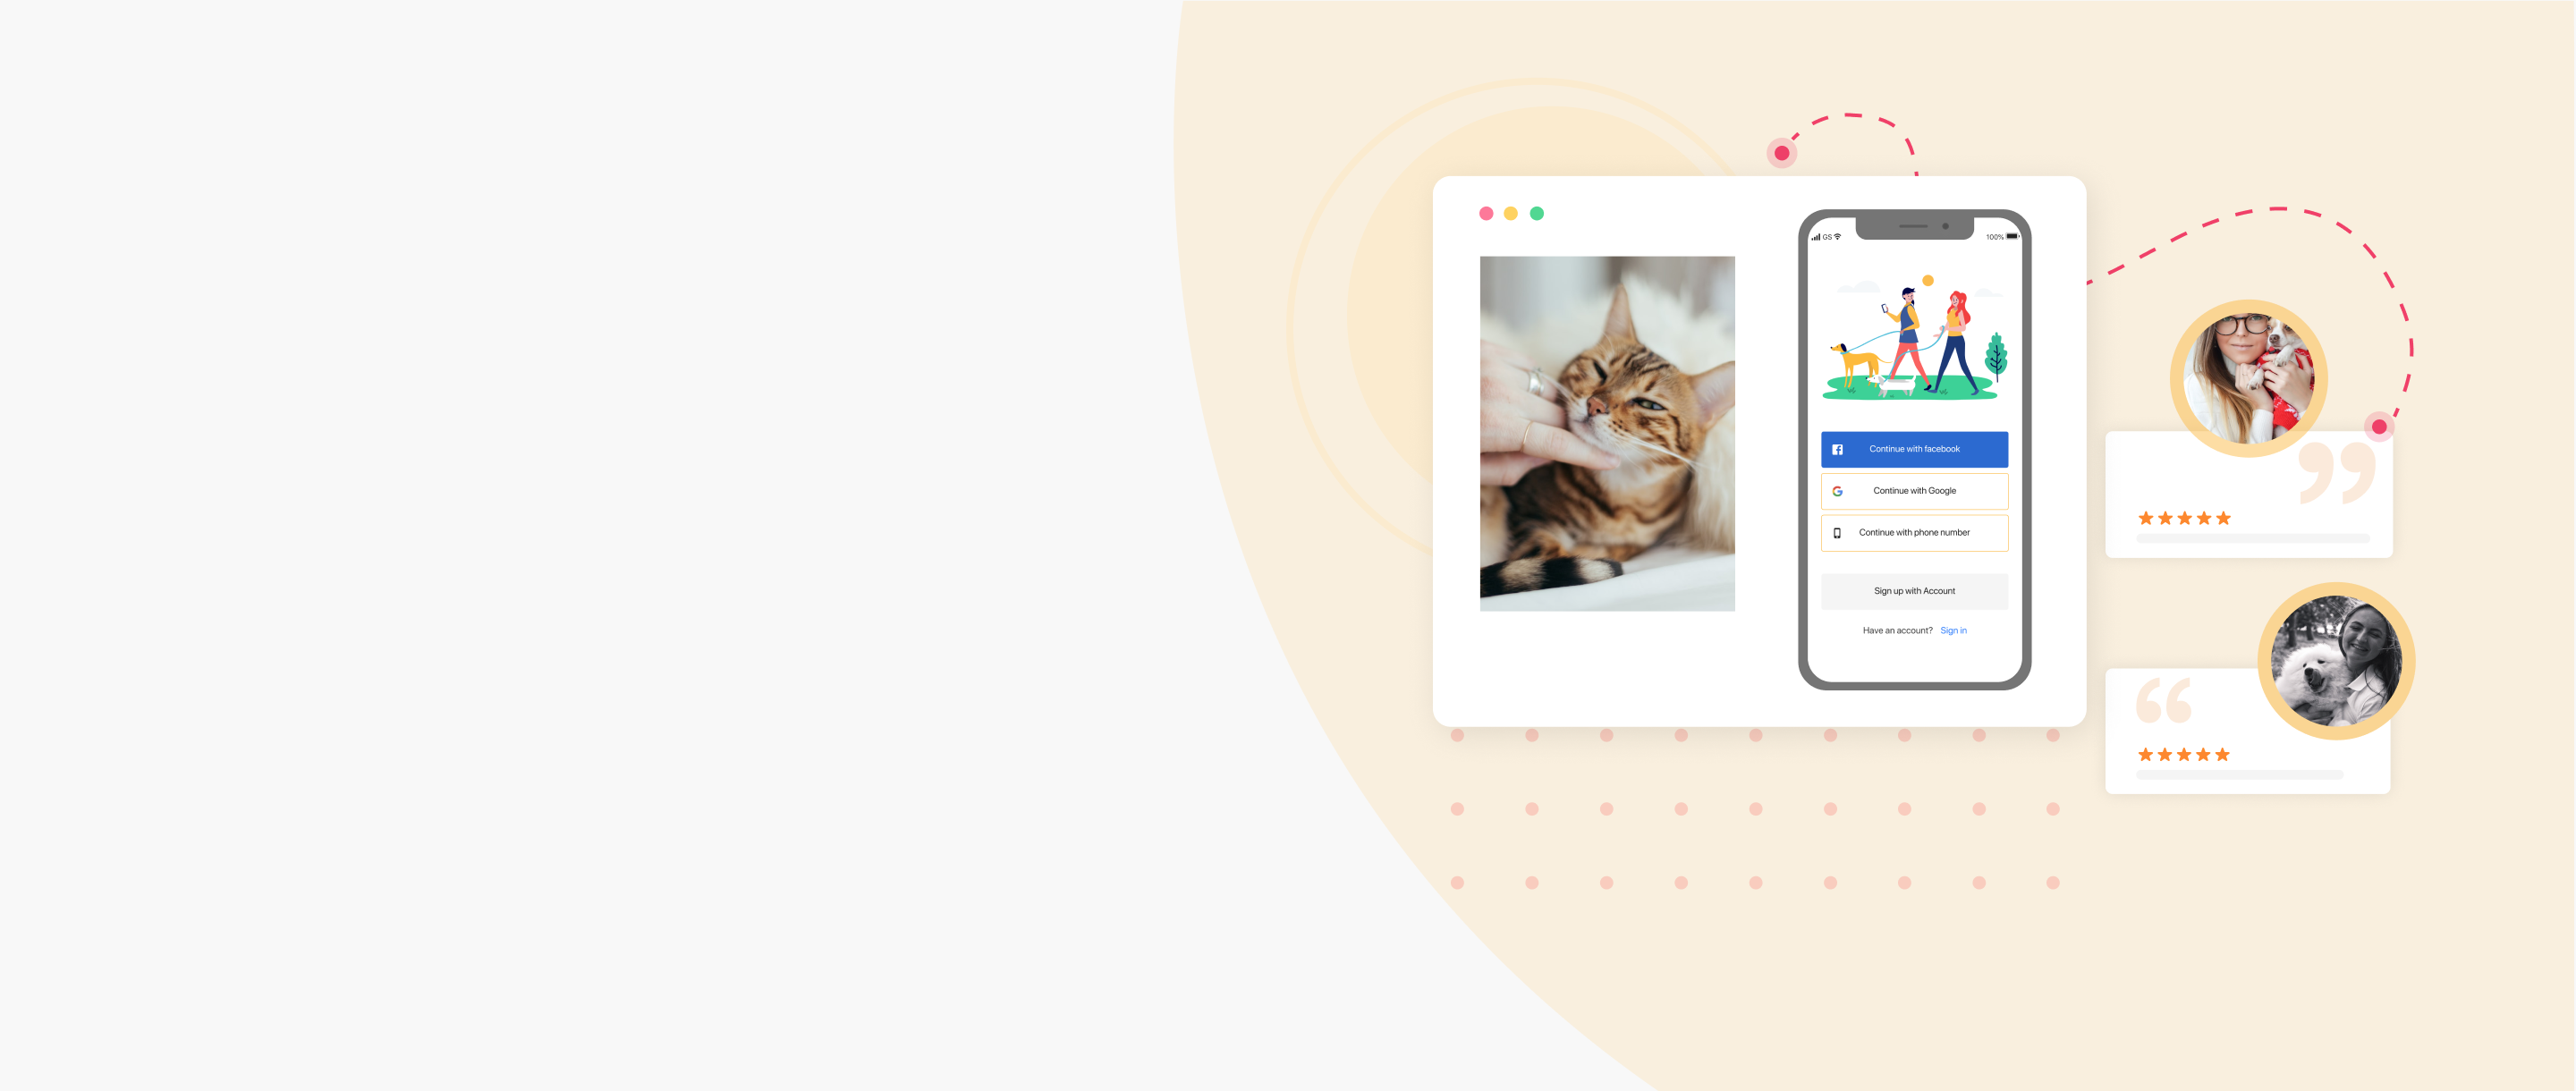 GS
100%
Continue with facebook
Continue with Google
Continue with phone number
Sign up with Account
Have an account? Sign in